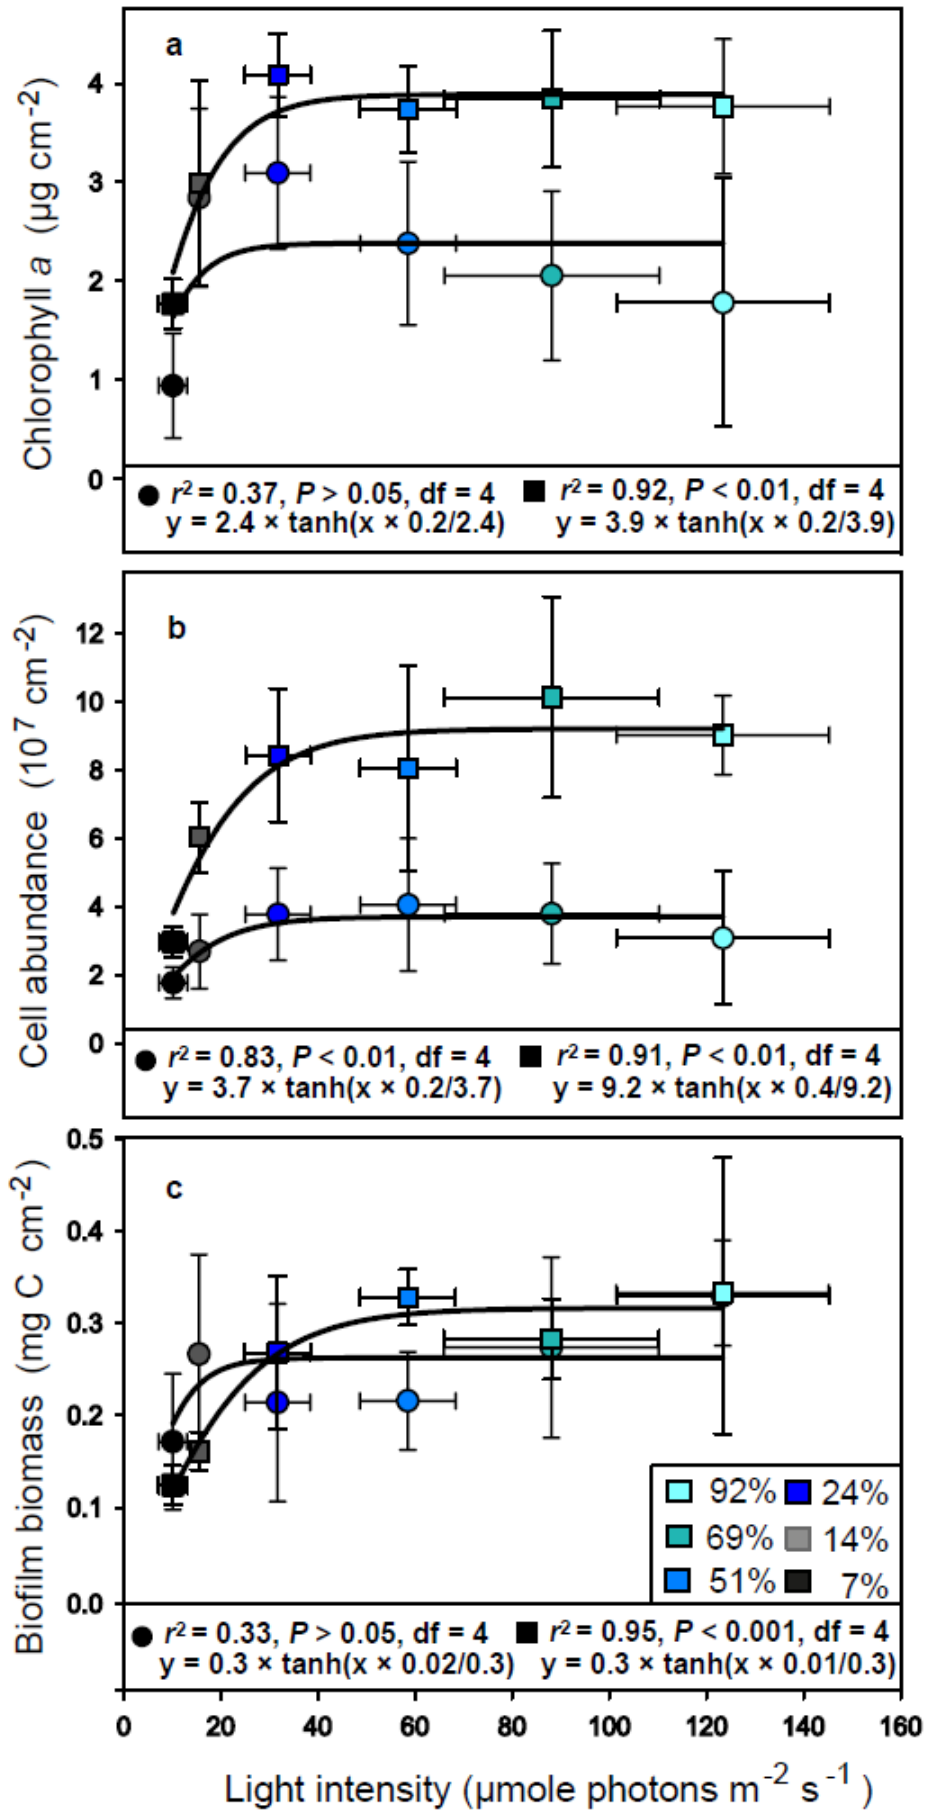 a
Chlorophyll a (µg cm-2)
4
3
2
1
0
r2 = 0.37, P > 0.05, df = 4
y = 2.4 × tanh(x × 0.2/2.4)
r2 = 0.92, P < 0.01, df = 4
y = 3.9 × tanh(x × 0.2/3.9)
b
Cell abundance (107 cm-2)
12
10
8
6
4
2
0
r2 = 0.83, P < 0.01, df = 4
y = 3.7 × tanh(x × 0.2/3.7)
r2 = 0.91, P < 0.01, df = 4
y = 9.2 × tanh(x × 0.4/9.2)
c
Biofilm biomass (mg C cm-2)
0.5
0.4
0.3
0.2
0.1
0.0
92% 24%
69% 14%
51% 7%
r2 = 0.33, P > 0.05, df = 4
y = 0.3 × tanh(x × 0.02/0.3)
r2 = 0.95, P < 0.001, df = 4
y = 0.3 × tanh(x × 0.01/0.3)
0 20 40 60 80 100 120 140 160
Light intensity (µmole photons m-2 s-1 )